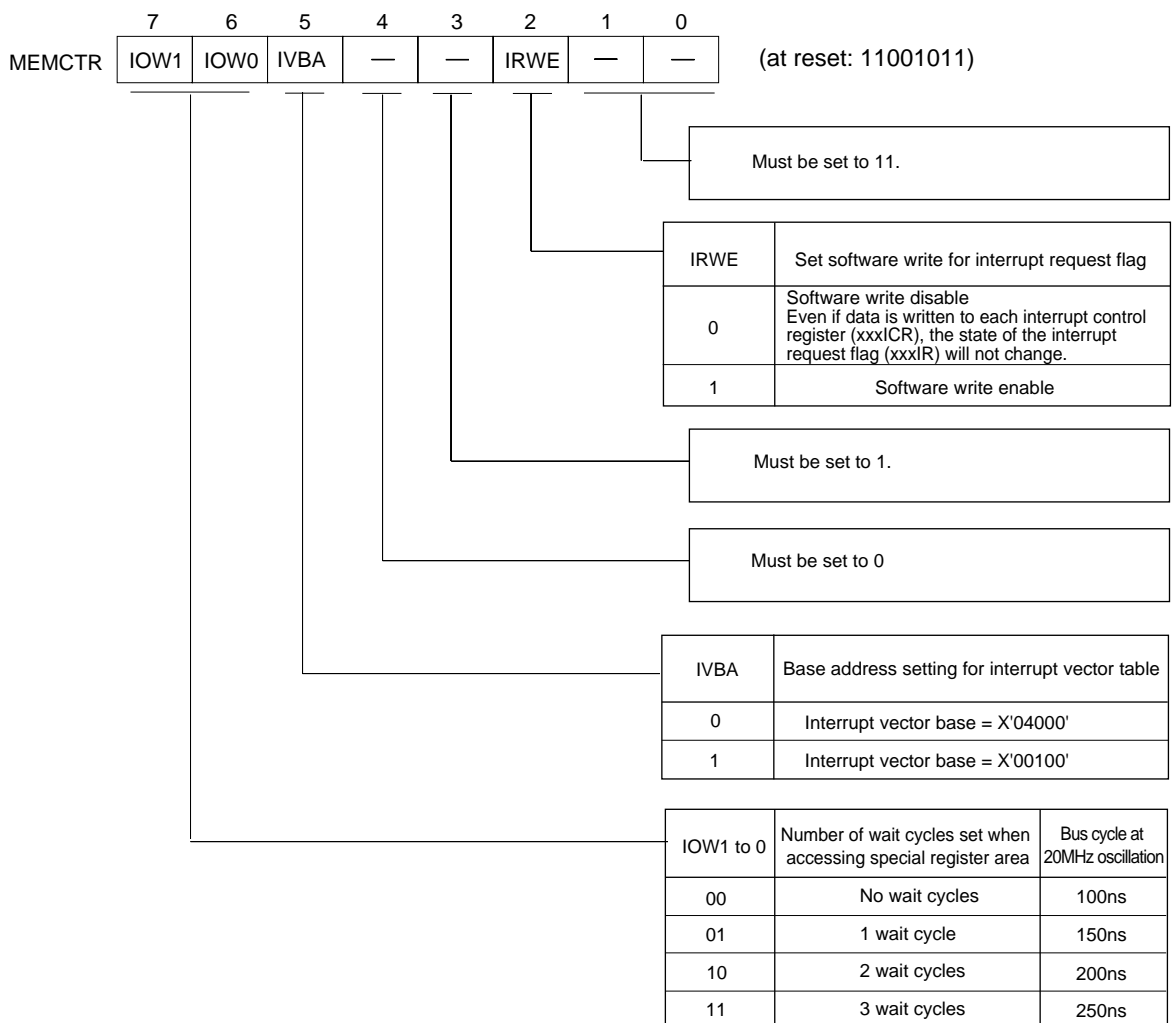 7 6 5 4 3 2 1 0
MEMCTR IOW1 IOW0 IVBA — — IRWE — — (at reset: 11001011)
Must be set to 11.
IRWE Set software write for interrupt request flag
0 Software write disable
Even if data is written to each interrupt control
register (xxxICR), the state of the interrupt
request flag (xxxIR) will not change.
1 Software write enable
Must be set to 1.
Must be set to 0
IVBA Base address setting for interrupt vector table
0 Interrupt vector base = X'04000'
1 Interrupt vector base = X'00100'
IOW1 to 0 Number of wait cycles set when Bus cycle at
accessing special register area 20MHz oscillation
00 No wait cycles 100ns
01 1 wait cycle 150ns
10 2 wait cycles 200ns
11 3 wait cycles 250ns